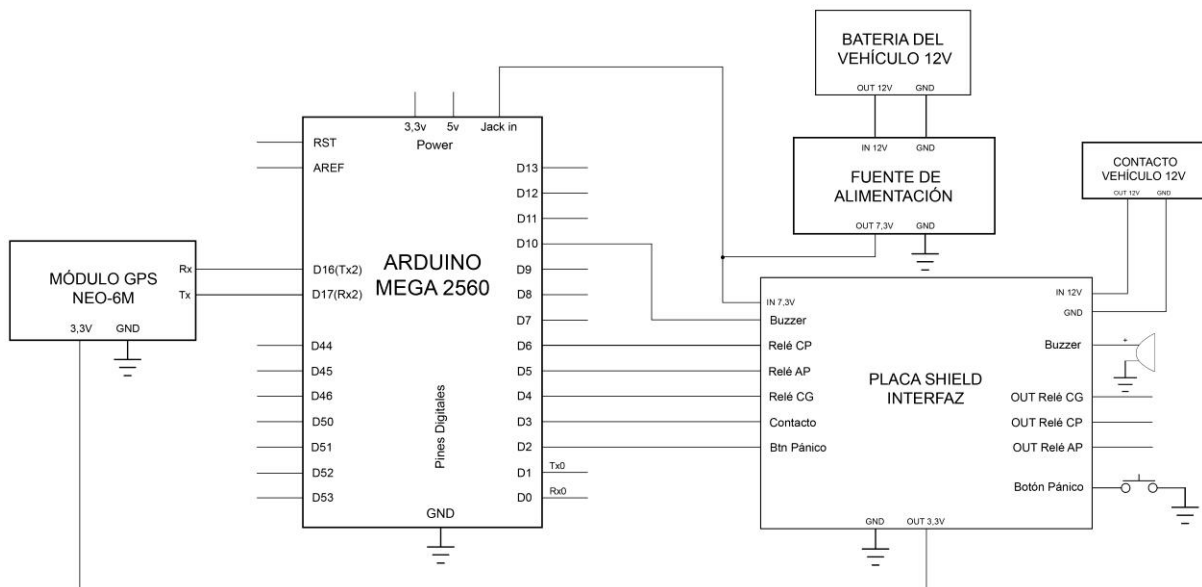 BATERIA DEL
VEHÍCULO 12V
OUT 12V GND
IN 12V GND
FUENTE DE
ALIMENTACIÓN
OUT 7,3V GND
CONTACTO
VEHÍCULO 12V
OUT 12V GND
3,3v 5v Jack in
Power
RST
AREF
D16(Tx2)
D17(Rx2)
D44
D45
D46
D50
D51
D52
D53
ARDUINO
MEGA 2560
Pines Digitales
GND
D13
D12
D11
D10
D9
D8
D7
D6
D5
D4
D3
D2
D1 Tx0
D0 Rx0
MÓDULO GPS
NEO-6M
Rx
Tx
3,3V GND
IN 7,3V
Buzzer
Relé CP
Relé AP
Relé CG
Contacto
Btn Pánico
PLACA SHIELD
INTERFAZ
IN 12V
GND
Buzzer +
OUT Relé CG
OUT Relé CP
OUT Relé AP
Botón Pánico
GND OUT 3,3V